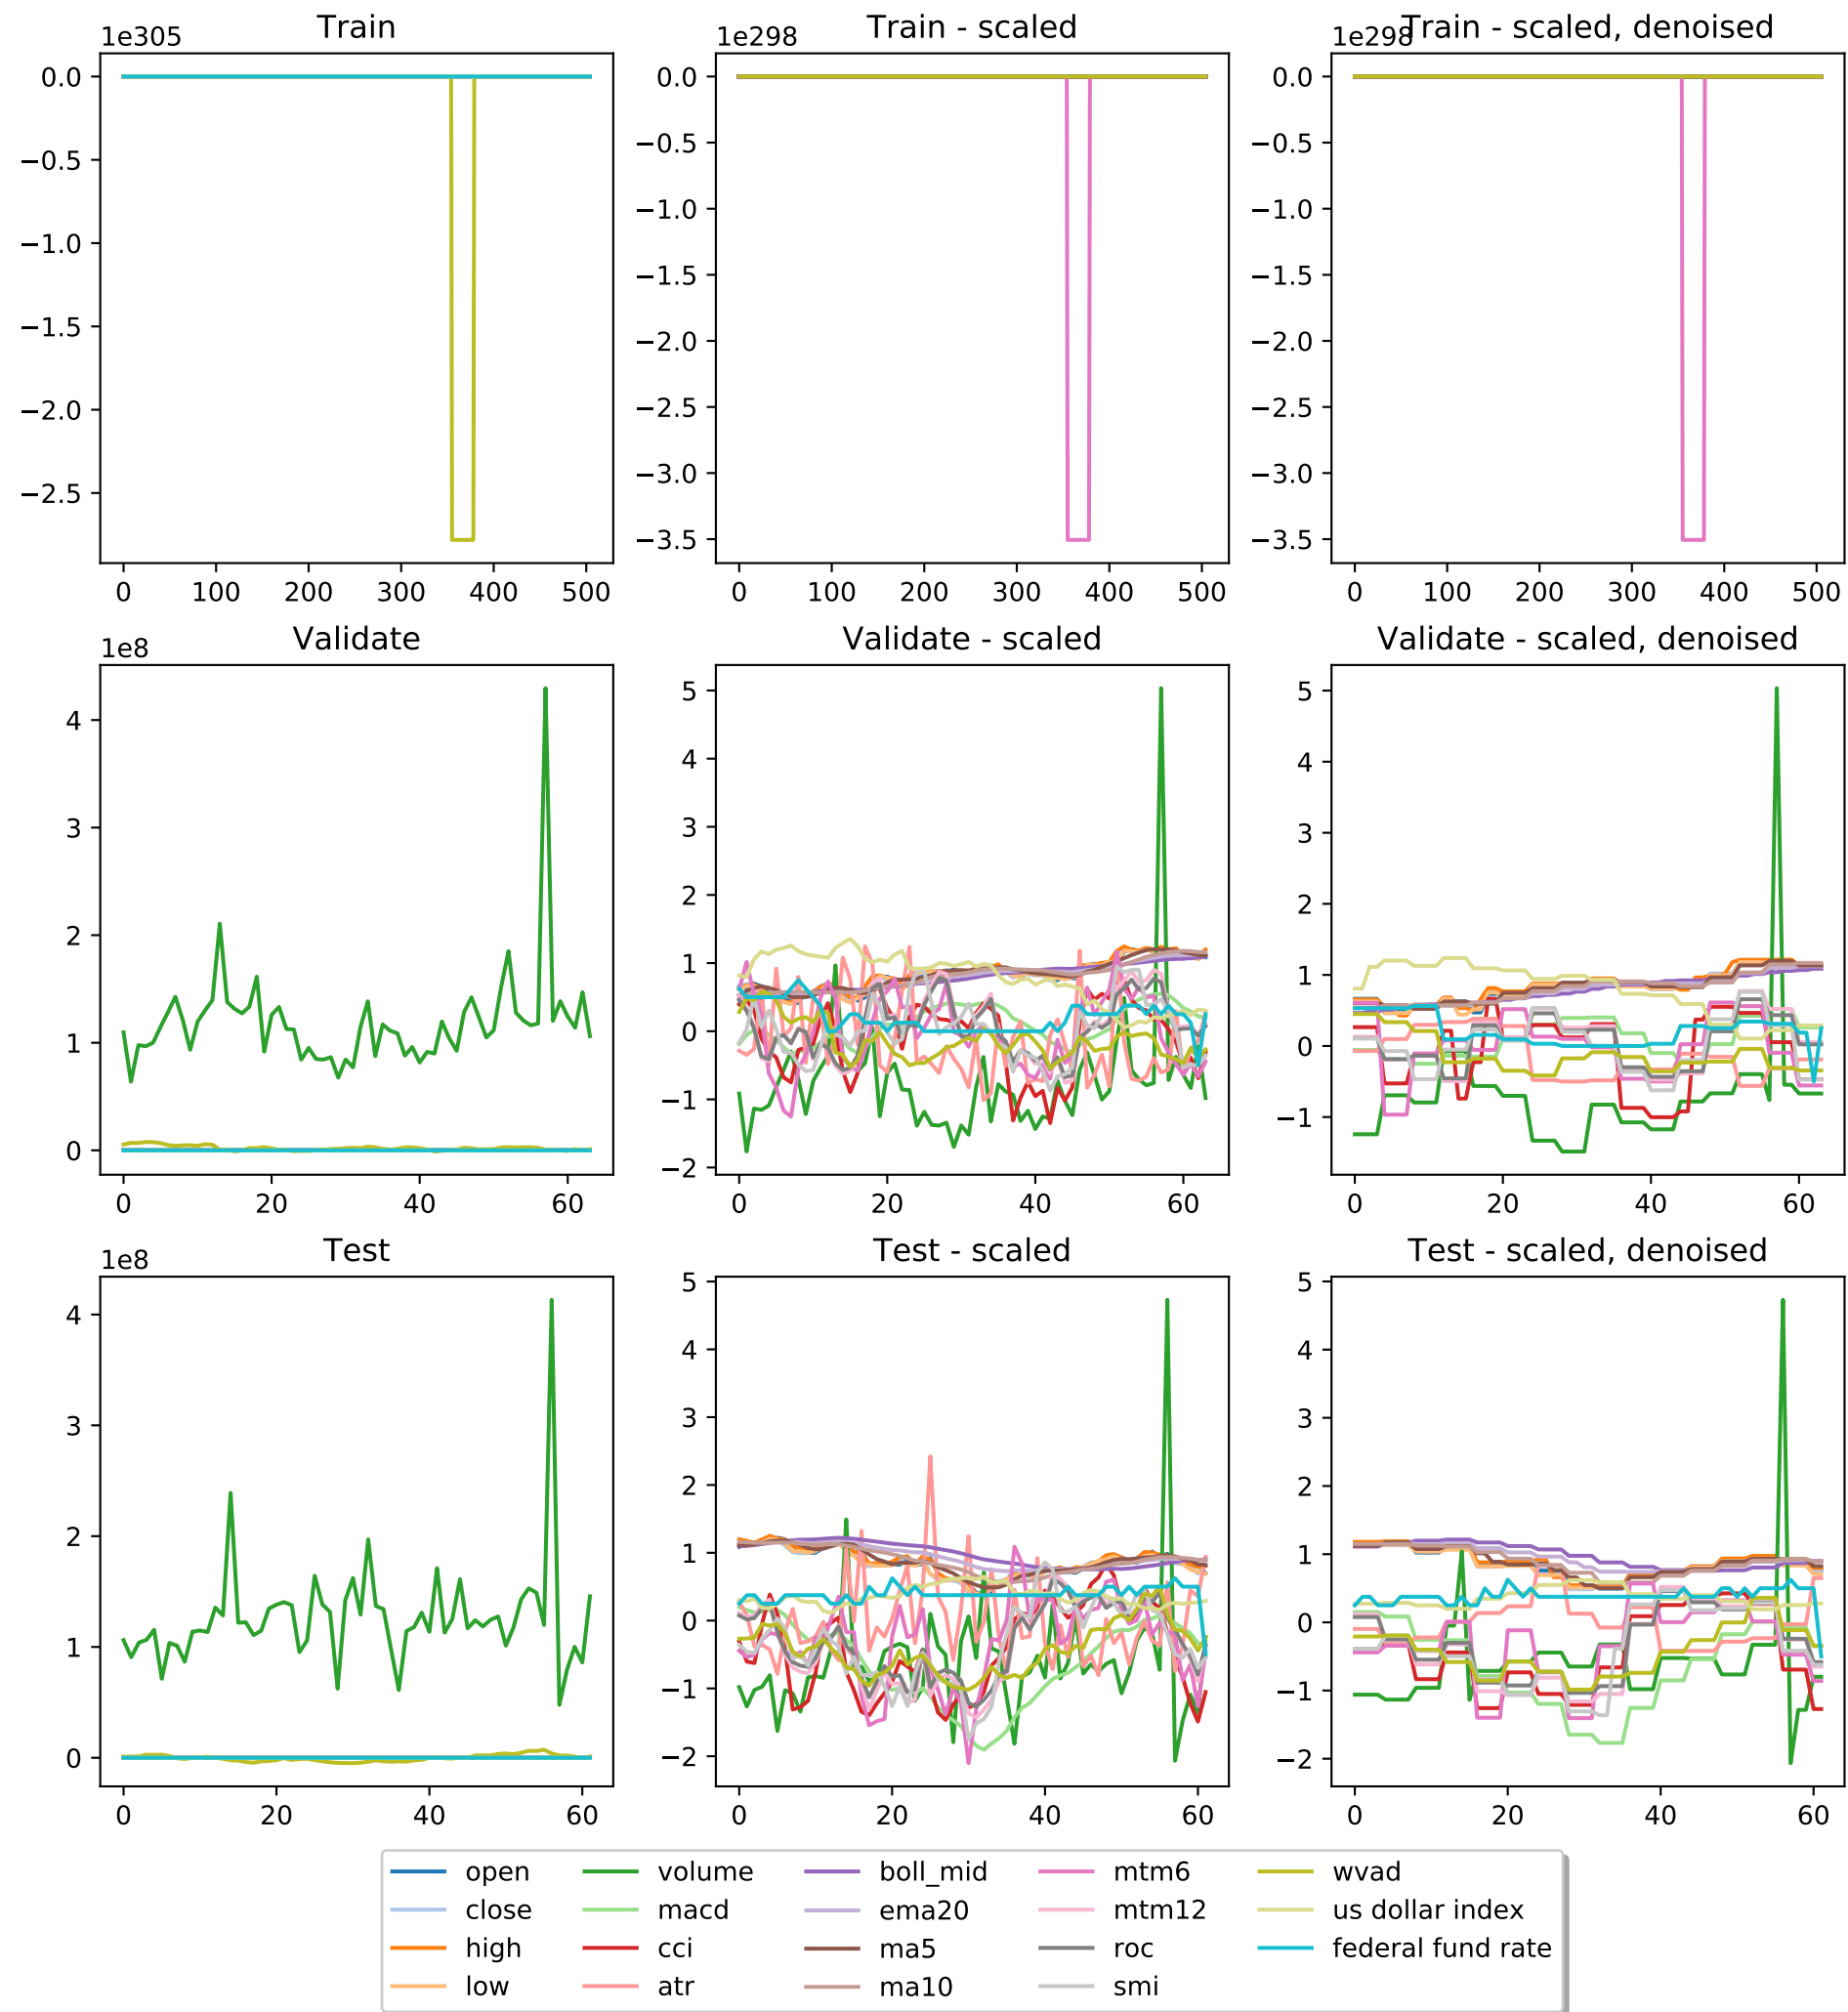 Train
1e305
0.0
−0.5
−1.0
−1.5
−2.0
−2.5
0 100 200 300 400 500
Train - scaled
1e298
0.0
−0.5
−1.0
−1.5
−2.0
−2.5
−3.0
−3.5
0 100 200 300 400 500
Train - scaled, denoised
1e298
0.0
−0.5
−1.0
−1.5
−2.0
−2.5
−3.0
−3.5
0 100 200 300 400 500
Validate
1e8
4
3
2
1
0
0 20 40 60
Validate - scaled
5
4
3
2
1
0
−1
−2
0 20 40 60
Validate - scaled, denoised
5
4
3
2
1
0
−1
0 20 40 60
Test
1e8
4
3
2
1
0
0 20 40 60
Test - scaled
5
4
3
2
1
0
−1
−2
0 20 40 60
Test - scaled, denoised
5
4
3
2
1
0
−1
−2
0 20 40 60
open
close
high
low
volume
macd
cci
atr
boll_mid
ema20
ma5
ma10
mtm6
mtm12
roc
smi
wvad
us dollar index
federal fund rate